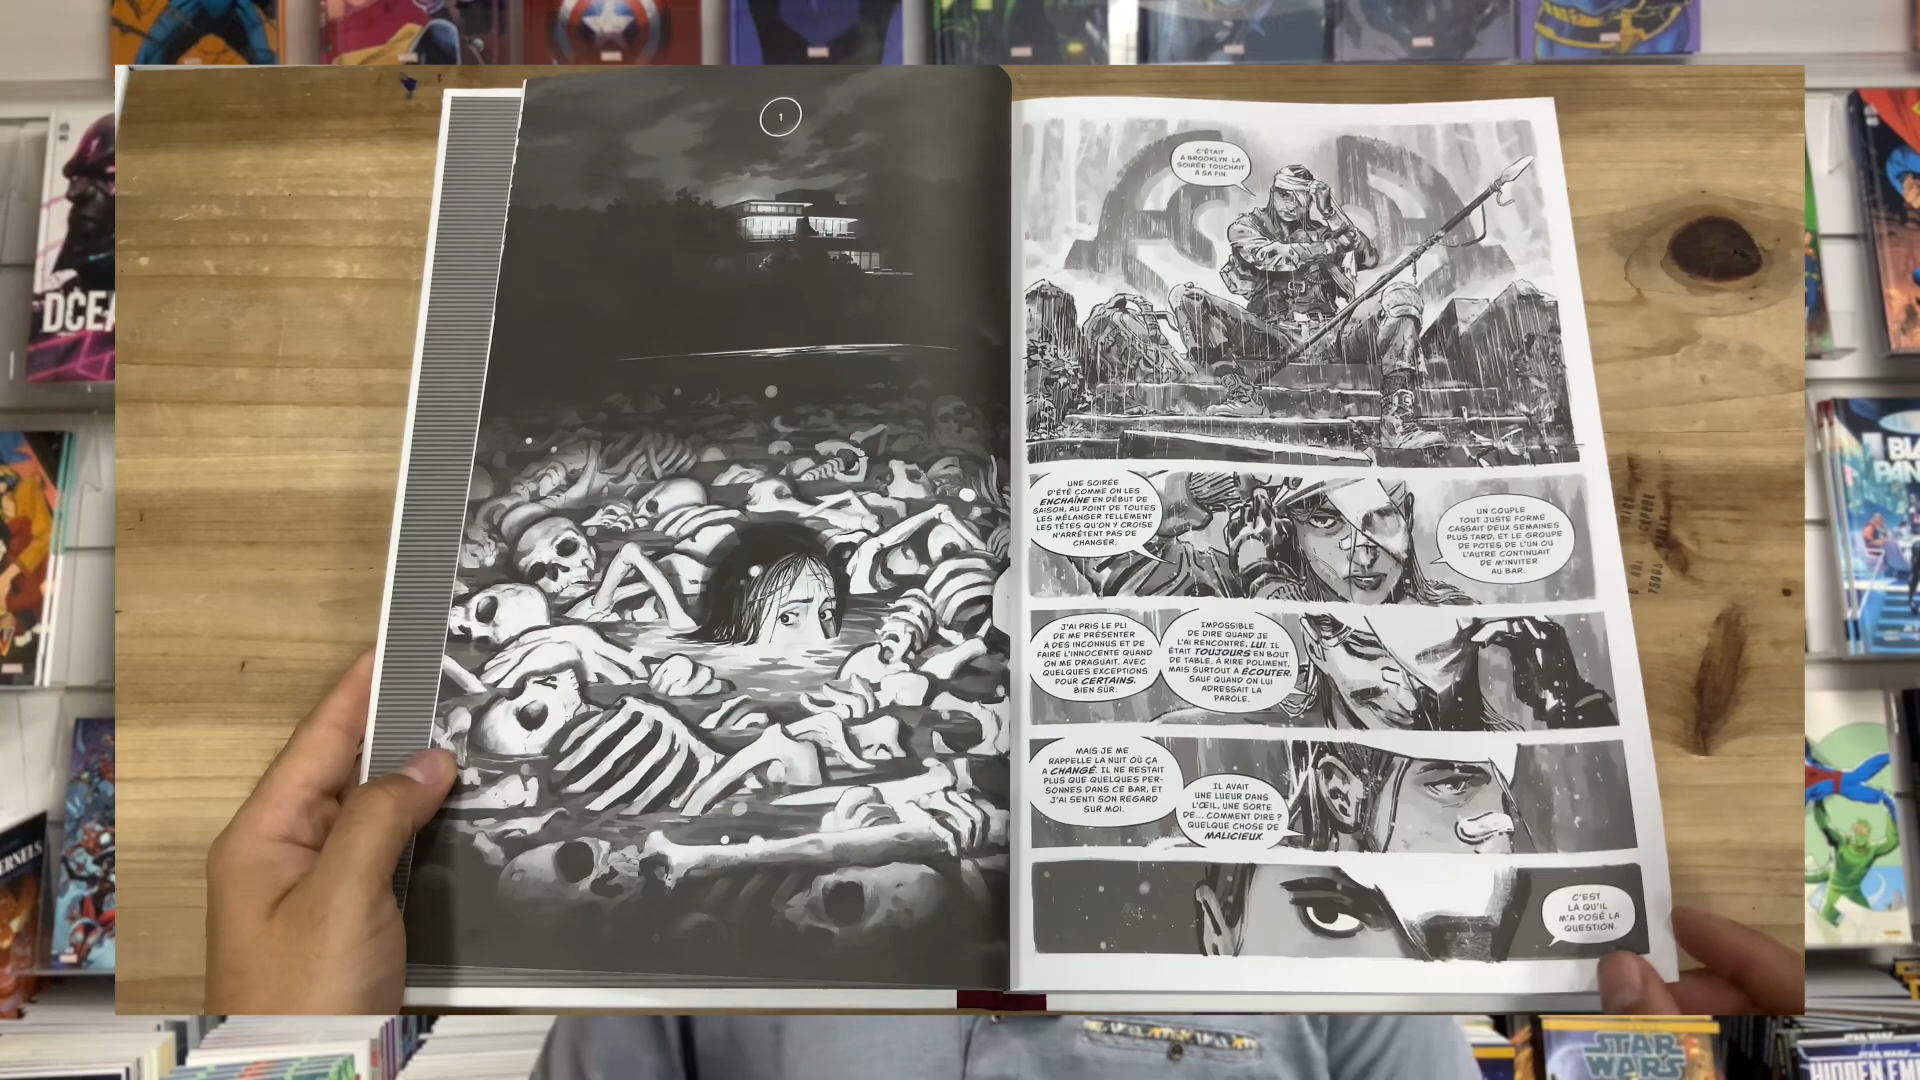 1
C'ÉTAIT
À BROOKLYN. LA
SOIRÉE TOUCHAIT
À SA FIN.
UNE SOIRÉE
D'ÉTÉ COMME ON LES
ENCHAÎNE EN DÉBUT DE
SAISON, AU POINT DE TOUTES
LES MÉLANGER TELLEMENT
LES TÊTES QU'ON Y CROISE
N'ARRÊTENT PAS DE
CHANGER.
UN COUPLE
TOUT JUSTE FORMÉ
CASSAIT DEUX SEMAINES
PLUS TARD, ET LE GROUPE
DE POTES DE L'UN OU
L'AUTRE CONTINUAIT
DE M'INVITER
AU BAR.
J'AI PRIS LE PLI
DE ME PRÉSENTER
À DES INCONNUS ET DE
FAIRE L'INNOCENTE QUAND
ON ME DRAGUAIT. AVEC
QUELQUES EXCEPTIONS
POUR CERTAINS,
BIEN SÛR.
IMPOSSIBLE
DE DIRE QUAND JE
L'AI RENCONTRÉ, LUI. IL
ÉTAIT TOUJOURS EN BOUT
DE TABLE. À RIRE POLIMENT,
MAIS SURTOUT À ÉCOUTER.
SAUF QUAND ON LUI
ADRESSAIT LA
PAROLE.
MAIS JE ME
RAPPELLE LA NUIT OÙ ÇA
A CHANGÉ. IL NE RESTAIT
PLUS QUE QUELQUES PER-
SONNES DANS CE BAR, ET
J'AI SENTI SON REGARD
SUR MOI.
IL AVAIT
UNE LUEUR DANS
L'ŒIL, UNE SORTE
DE... COMMENT DIRE ?
QUELQUE CHOSE DE
MALICIEUX.
C'EST
LÀ QU'IL
M'A POSÉ LA
QUESTION.
STAR
WARS
STAR WARS